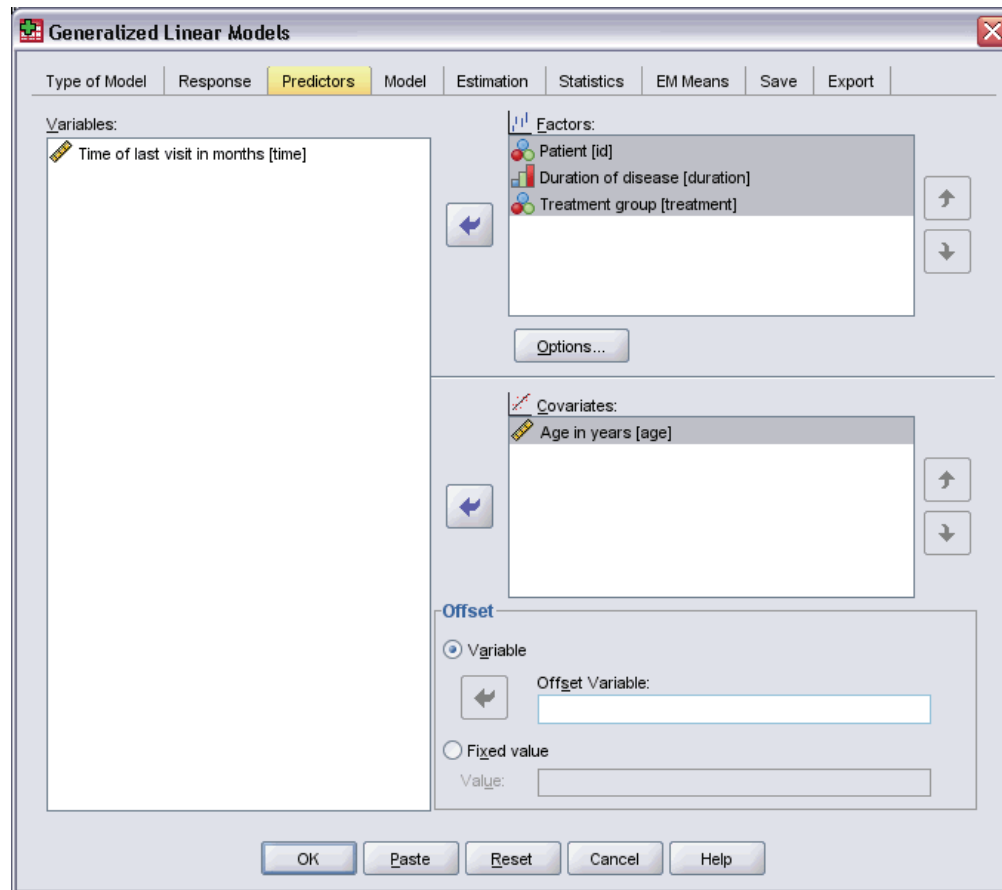 Generalized Linear Models
Type of Model Response Predictors Model Estimation Statistics EM Means Save Export
Variables:
Time of last visit in months [time]
Factors:
Patient [id]
Duration of disease [duration]
Treatment group [treatment]
Options...
Covariates:
Age in years [age]
Offset
Variable
Offset Variable:
Fixed value
Value:
OK Paste Reset Cancel Help